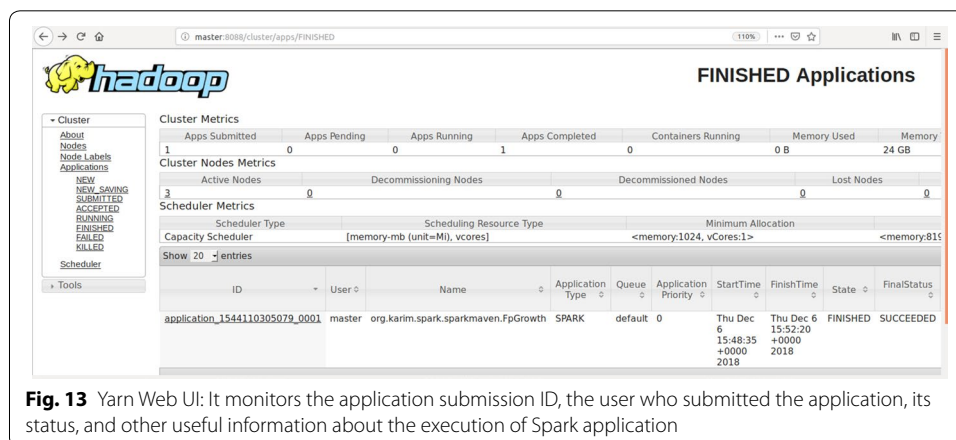 master:8088/cluster/apps/FINISHED 110%
hadoop
FINISHED Applications
Cluster
About
Nodes
Node Labels
Applications
NEW
NEW_SAVING
SUBMITTED
ACCEPTED
RUNNING
FINISHED
FAILED
KILLED
Scheduler
Tools
Cluster Metrics
Apps Submitted Apps Pending Apps Running Apps Completed Containers Running Memory Used Memory
1 0 0 1 0 0 B 24 GB
Cluster Nodes Metrics
Active Nodes Decommissioning Nodes Decommissioned Nodes Lost Nodes
3 0 0 0 0
Scheduler Metrics
Scheduler Type Scheduling Resource Type Minimum Allocation
Capacity Scheduler [memory-mb (unit=Mi), vcores] <memory:1024, vCores:1> <memory:819
Show 20 entries
ID User Name Application Type Queue Application Priority StartTime FinishTime State FinalStatus
application_1544110305079_0001 master org.karim.spark.sparkmaven.FpGrowth SPARK default 0 Thu Dec 6 15:48:35 +0000 2018 Thu Dec 6 15:52:20 +0000 2018 FINISHED SUCCEEDED
Fig. 13 Yarn Web UI: It monitors the application submission ID, the user who submitted the application, its
status, and other useful information about the execution of Spark application